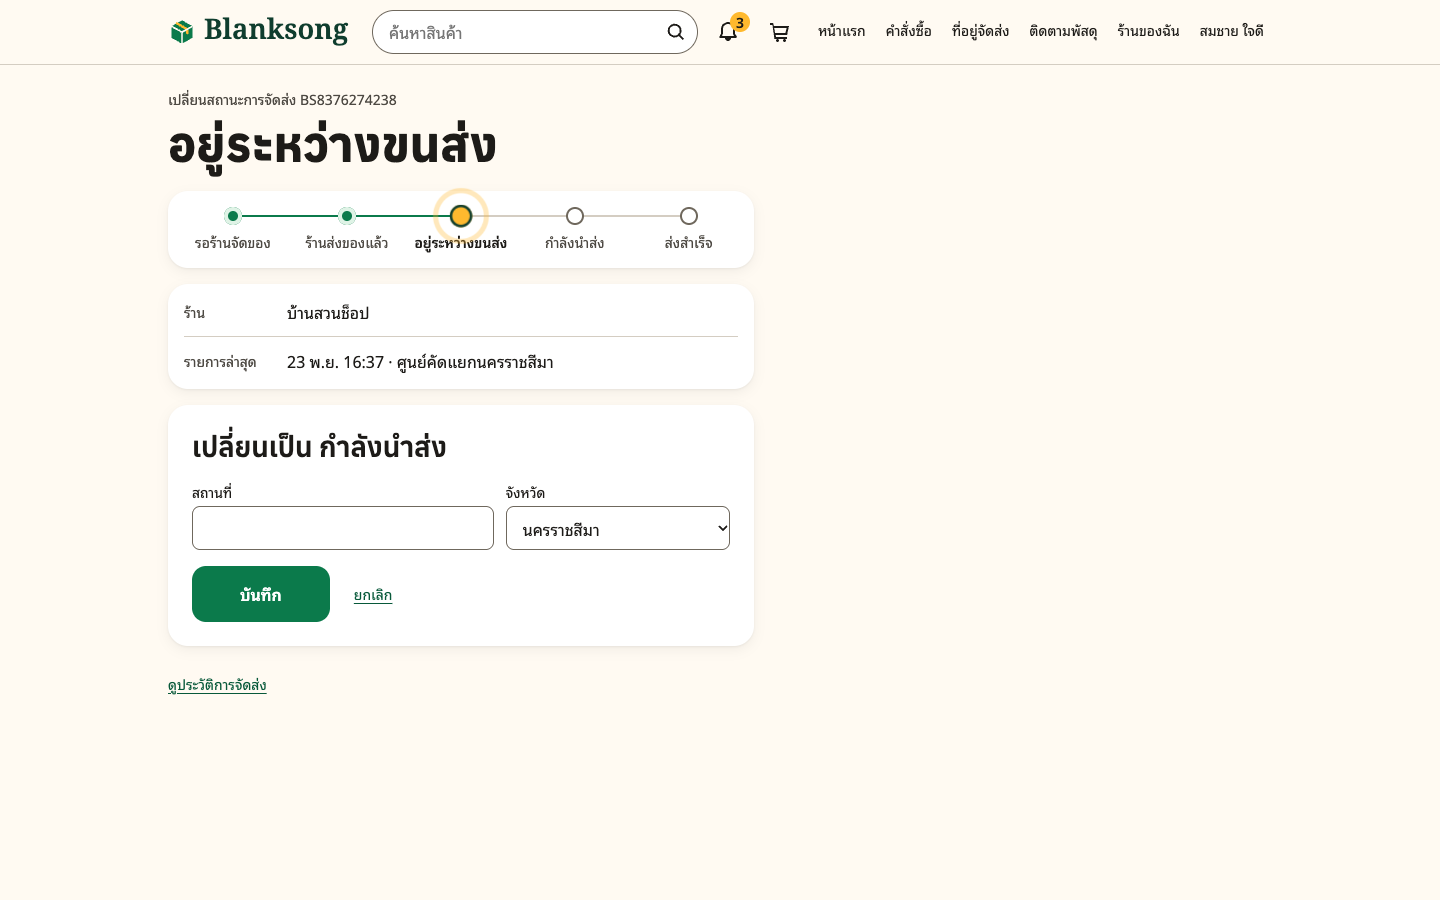 Blanksong
ค้นหาสินค้า
3
หน้าแรก
คำสั่งซื้อ
ที่อยู่จัดส่ง
ติดตามพัสดุ
ร้านของฉัน
สมชาย ใจดี
เปลี่ยนสถานะการจัดส่ง BS8376274238
อยู่ระหว่างขนส่ง
รอร้านจัดของ
ร้านส่งของแล้ว
อยู่ระหว่างขนส่ง
กำลังนำส่ง
ส่งสำเร็จ
ร้าน บ้านสวนช็อป
รายการล่าสุด 23 พ.ย. 16:37 · ศูนย์คัดแยกนครราชสีมา
เปลี่ยนเป็น กำลังนำส่ง
สถานที่
จังหวัด
นครราชสีมา
บันทึก
ยกเลิก
ดูประวัติการจัดส่ง